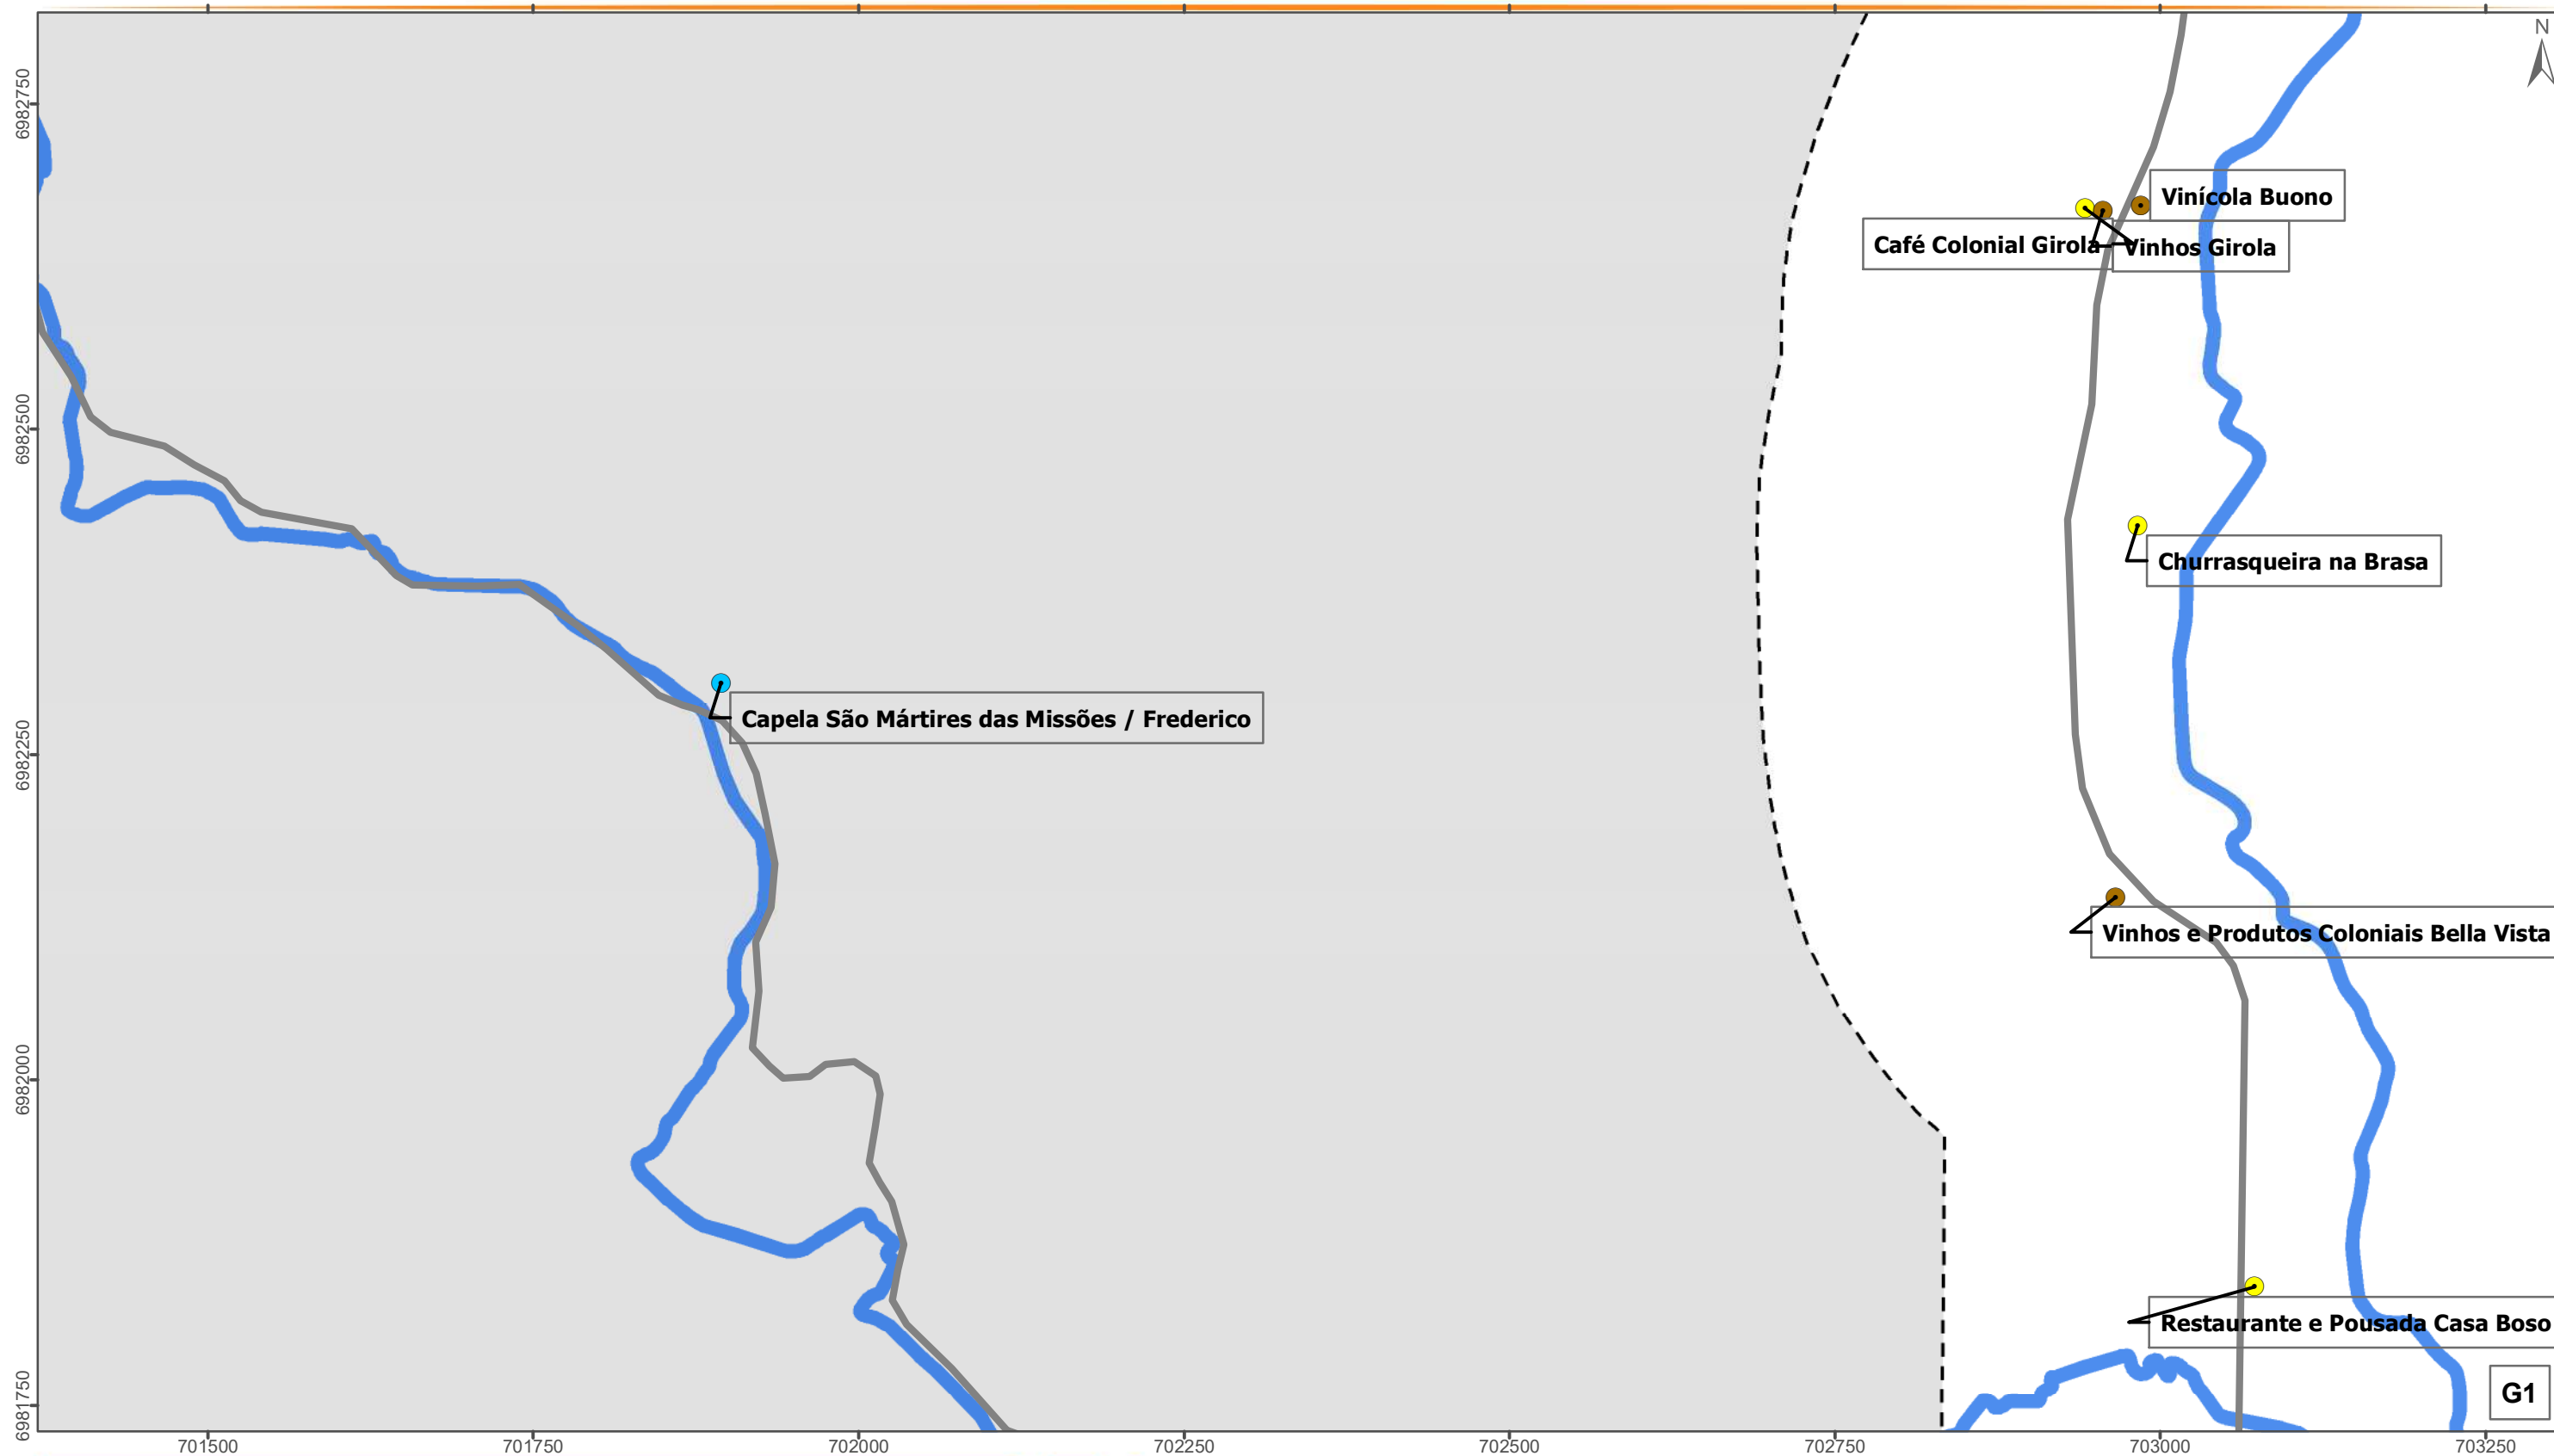 N
6982750
Vinícola Buono
Café Colonial Girola
Vinhos Girola
6982500
Churrasqueira na Brasa
Capela São Mártires das Missões / Frederico
6982250
Vinhos e Produtos Coloniais Bella Vista
6982000
Restaurante e Pousada Casa Boso
G1
6981750
701500 701750 702000 702250 702500 702750 703000 703250